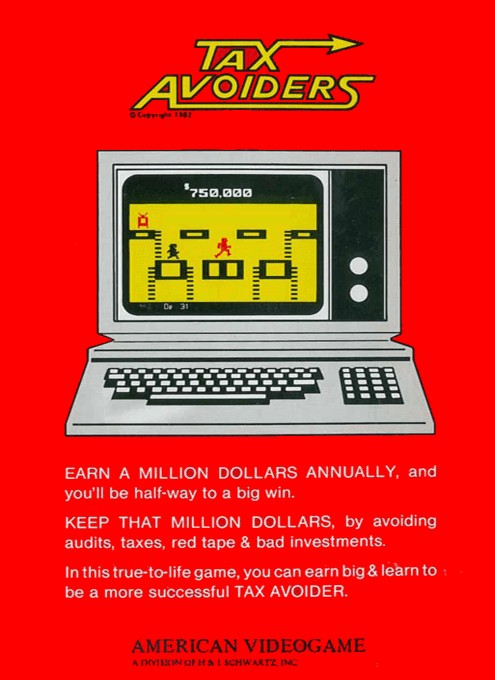 TAX
AVOIDERS
© Copyright 1982
$750,000
De 31
EARN A MILLION DOLLARS ANNUALLY, and
you'll be half-way to a big win.
KEEP THAT MILLION DOLLARS, by avoiding
audits, taxes, red tape & bad investments.
In this true-to-life game, you can earn big & learn to
be a more successful TAX AVOIDER.
AMERICAN VIDEOGAME
A DIVISION OF H & J SCHWARTZ, INC